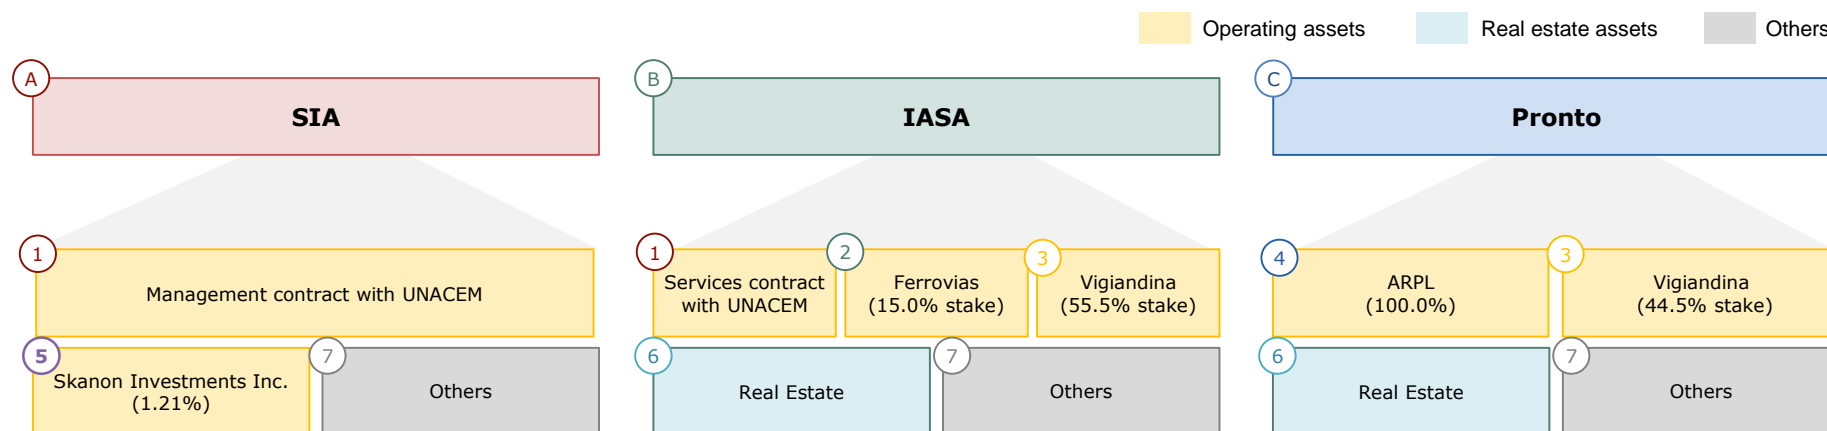 Operating assets
Real estate assets
Others
A
SIA
B
IASA
C
Pronto
1
Management contract with UNACEM
1
Services contract
with UNACEM
2
Ferrovias
(15.0% stake)
3
Vigiandina
(55.5% stake)
4
ARPL
(100.0%)
3
Vigiandina
(44.5% stake)
5
Skanon Investments Inc.
(1.21%)
7
Others
6
Real Estate
7
Others
6
Real Estate
7
Others